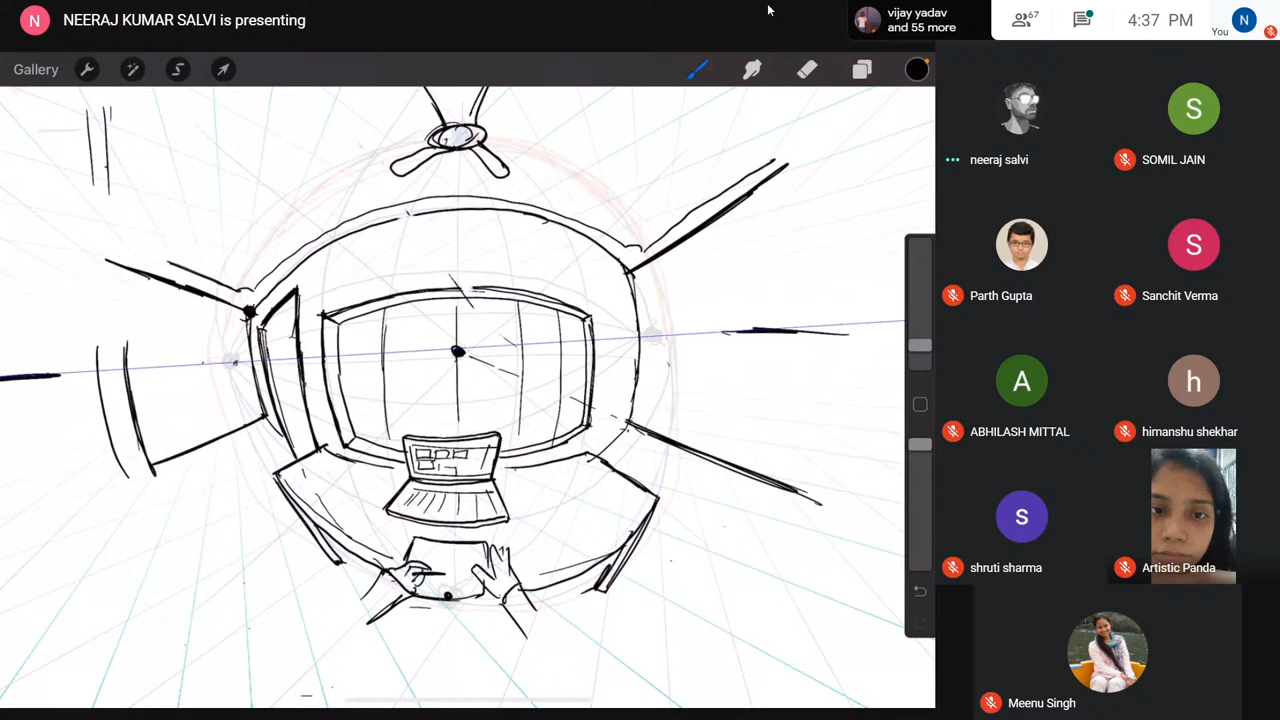 N NEERAJ KUMAR SALVI is presenting
vijay yadav
and 55 more
67
4:37 PM
You
N
Gallery
neeraj salvi
S
SOMIL JAIN
Parth Gupta
S
Sanchit Verma
A
ABHILASH MITTAL
h
himanshu shekhar
s
shruti sharma
Artistic Panda
Meenu Singh